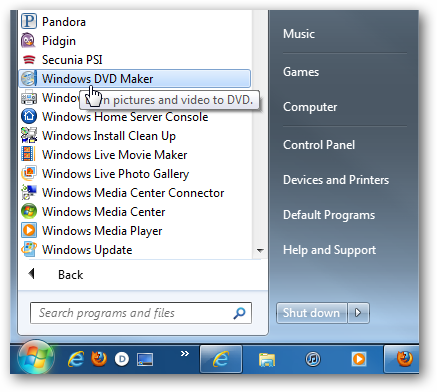 Pandora
Pidgin
Secunia PSI
Windows DVD Maker
Windows
n pictures and video to DVD.
Windows Home Server Console
Windows Install Clean Up
Windows Live Movie Maker
Windows Live Photo Gallery
Windows Media Center Connector
Windows Media Center
Windows Media Player
Windows Update
Back
Search programs and files
Music
Games
Computer
Control Panel
Devices and Printers
Default Programs
Help and Support
Shut down